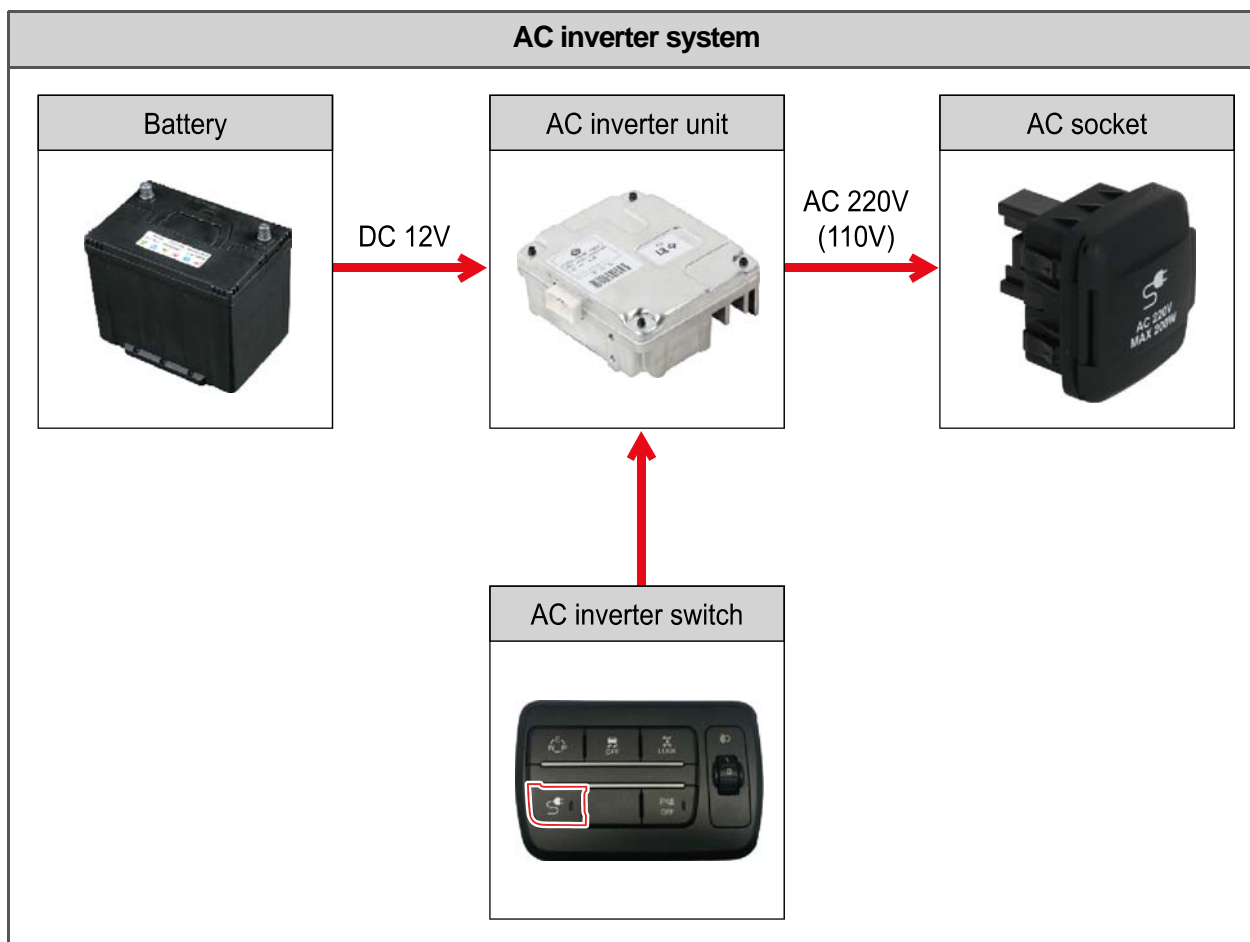 AC inverter system
Battery
AC inverter unit
AC socket
DC 12V
AC 220V
(110V)
AC 220V
MAX 200W
AC inverter switch
OFF
LOCK
OFF